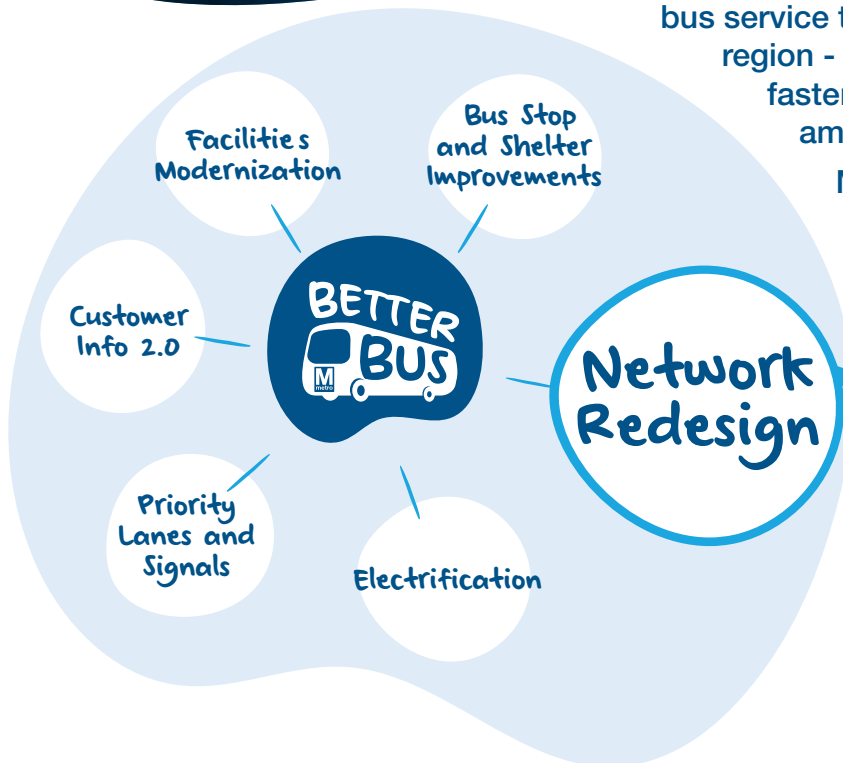 bus service t
region -
faster
am
Facilities
Modernization
Bus Stop
and Shelter
Improvements
Customer
Info 2.0
BETTER
BUS
M
metro
Network
Redesign
Priority
Lanes and
Signals
Electrification